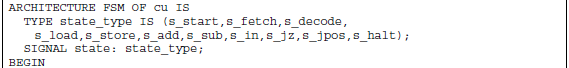 ARCHITECTURE FSM OF cu IS
TYPE state_type IS (s_start,s_fetch,s_decode,
s_load,s_store,s_add,s_sub,s_in,s_jz,s_jpos,s_halt);
SIGNAL state: state_type;
BEGIN